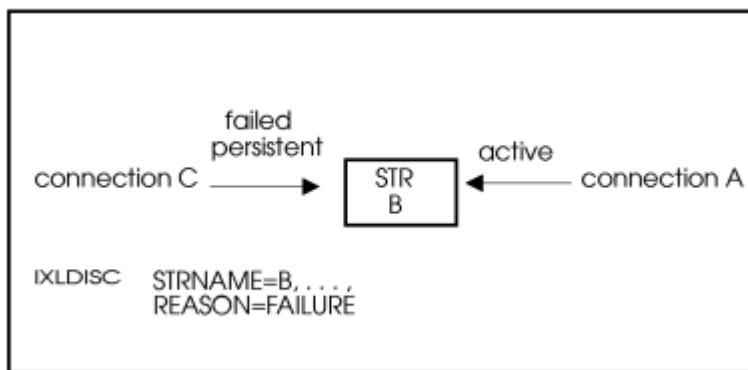 failed
persistent
active
connection C
STR
B
connection A
IXLDISC STRNAME=B, . . . ,
REASON=FAILURE